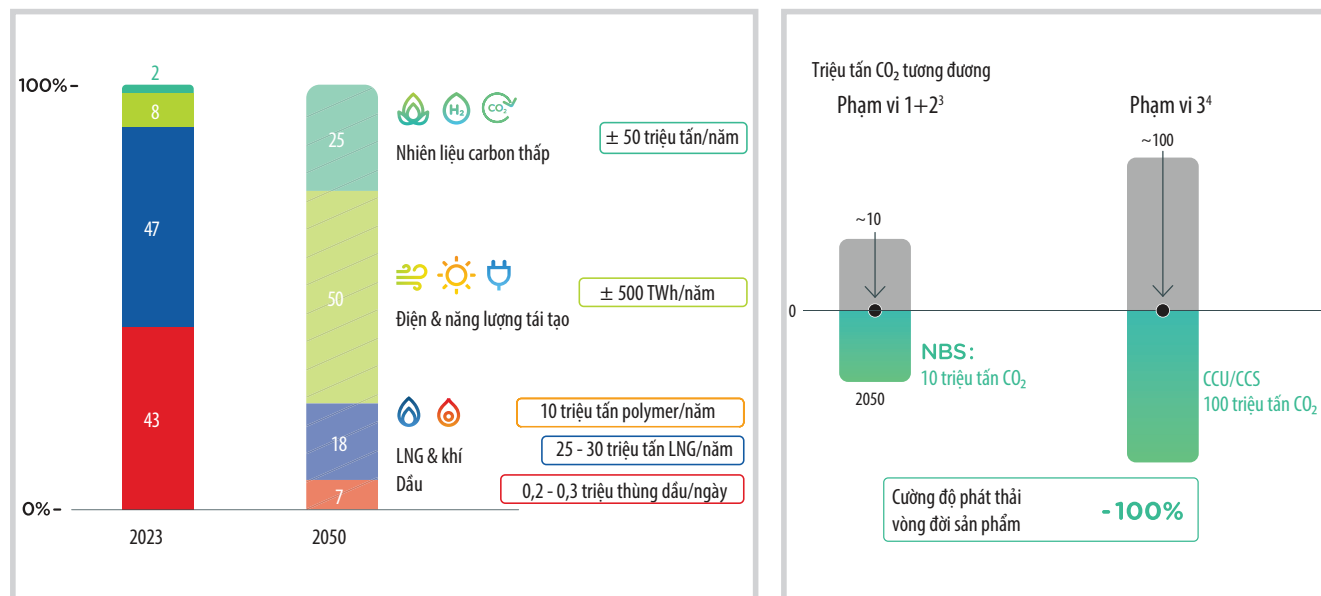 100%
0%
2
8
47
43
2023
25
50
18
7
2050
H₂
CO₂
Nhiên liệu carbon thấp
± 50 triệu tấn/năm
Điện & năng lượng tái tạo
± 500 TWh/năm
LNG & khí
Dầu
10 triệu tấn polymer/năm
25 - 30 triệu tấn LNG/năm
0,2 - 0,3 triệu thùng dầu/ngày
Triệu tấn CO₂ tương đương
Phạm vi 1+2³
Phạm vi 3⁴
~10
~100
0
NBS:
10 triệu tấn CO₂
2050
CCU/CCS
100 triệu tấn CO₂
Cường độ phát thải
vòng đời sản phẩm
-100%